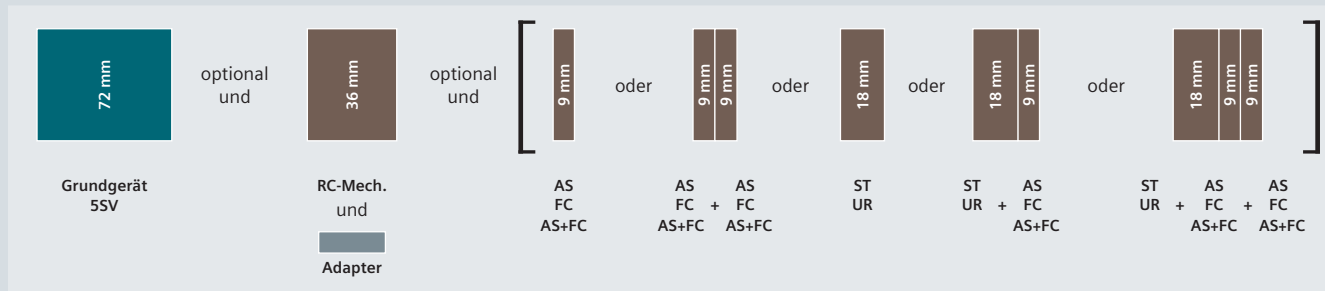 72 mm
optional
und
36 mm
optional
und
9 mm
oder
9 mm
9 mm
oder
18 mm
oder
18 mm
9 mm
oder
18 mm
9 mm
9 mm
Grundgerät
5SV
RC-Mech.
und
Adapter
AS
FC
AS+FC
AS AS
FC + FC
AS+FC AS+FC
ST
UR
ST AS
UR + FC
AS+FC
ST AS AS
UR + FC + FC
AS+FC AS+FC